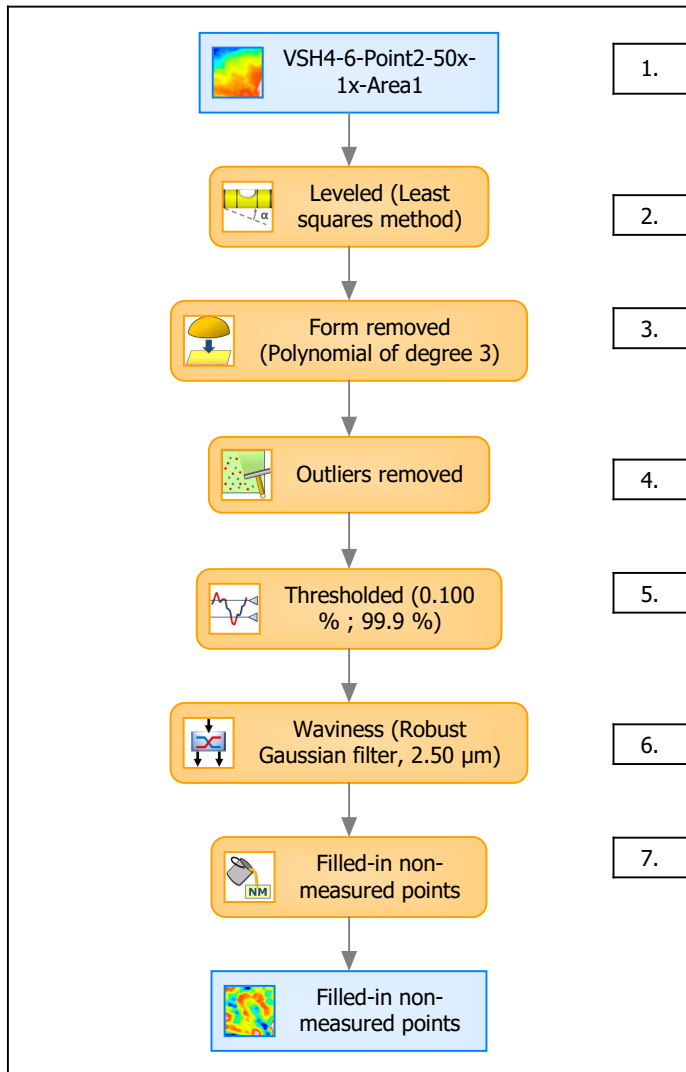 VSH4-6-Point2-50x-
1x-Area1
1.
α
Leveled (Least
squares method)
2.
Form removed
(Polynomial of degree 3)
3.
Outliers removed
4.
Thresholded (0.100
% ; 99.9 %)
5.
Waviness (Robust
Gaussian filter, 2.50 µm)
6.
Filled-in non-
measured points
NM
7.
Filled-in non-
measured points